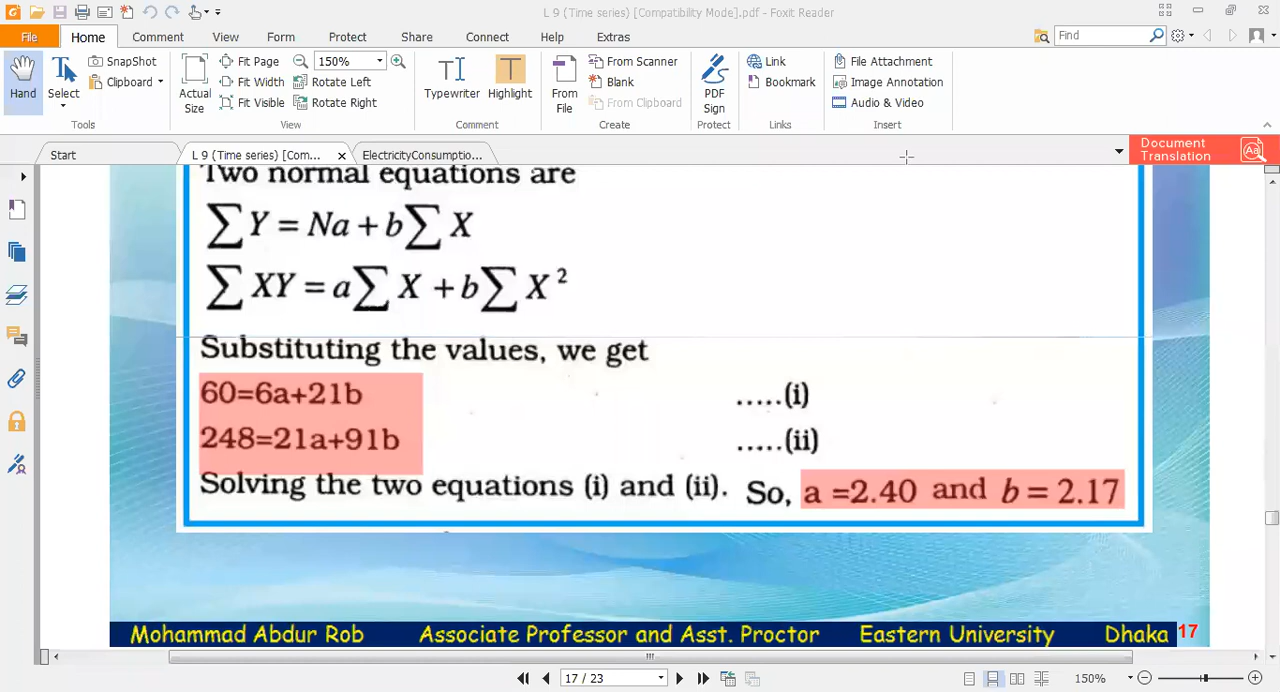 L 9 (Time series) [Compatibility Mode].pdf - Foxit Reader
File Home Comment View Form Protect Share Connect Help Extras Find
Hand Select SnapShot Clipboard Tools
Actual Size Fit Page Fit Width Fit Visible 150% Rotate Left Rotate Right View
Typewriter Highlight Comment
From File From Scanner Blank From Clipboard Create
PDF Sign Protect
Link Bookmark Links
File Attachment Image Annotation Audio & Video Insert
Start L 9 (Time series) [Com... ElectricityConsumptio...
Document Translation
Two normal equations are
∑Y = Na + b∑X
∑XY = a∑X + b∑X²
Substituting the values, we get
60=6a+21b .....(i)
248=21a+91b .....(ii)
Solving the two equations (i) and (ii). So, a =2.40 and b = 2.17
Mohammad Abdur Rob Associate Professor and Asst. Proctor Eastern University Dhaka 17
17 / 23 150%